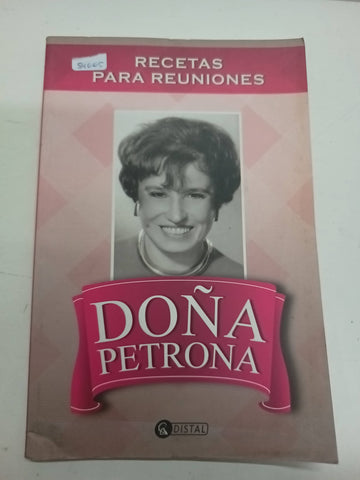 RECETAS
PARA REUNIONES
DOÑA
PETRONA
DISTAL